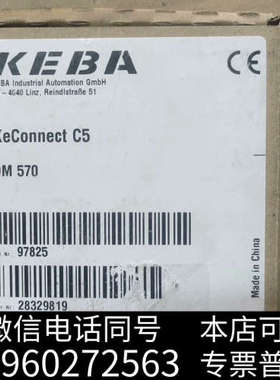 KEBA
BA Industrial Automation GmbH
- 4040 Linz, Reindlstraße 51
CE
KeConnect C5
DM 570
97825
28329819
Made in China
微信电话同号
960272563
本店可
专票普